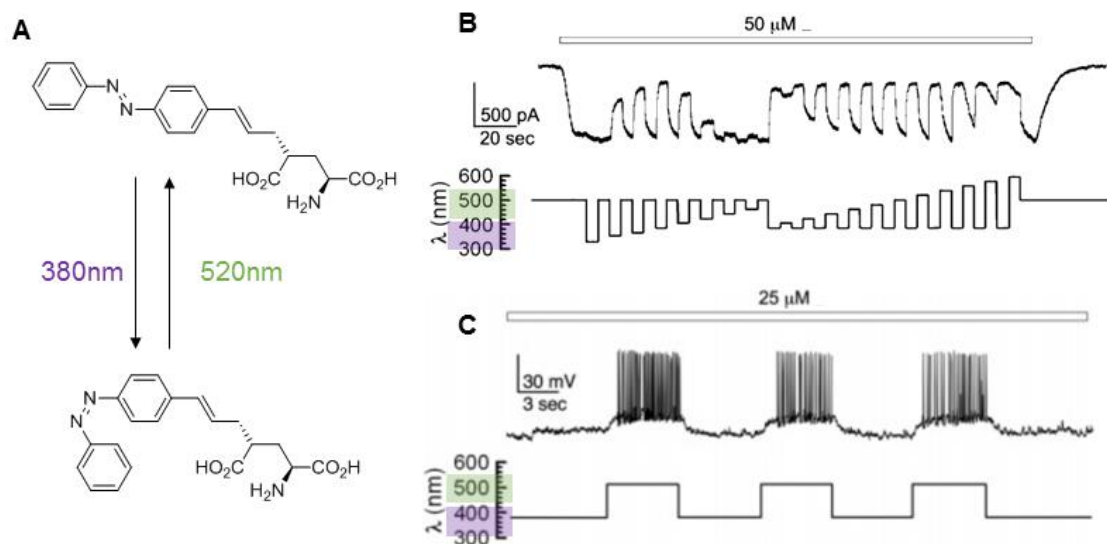 A
N
N
HO₂C
CO₂H
H₂N
380nm
520nm
N
N
HO₂C
CO₂H
H₂N
B
50 µM _
500 pA
20 sec
λ (nm)
600
500
400
300
C
25 µM
30 mV
3 sec
λ (nm)
600
500
400
300